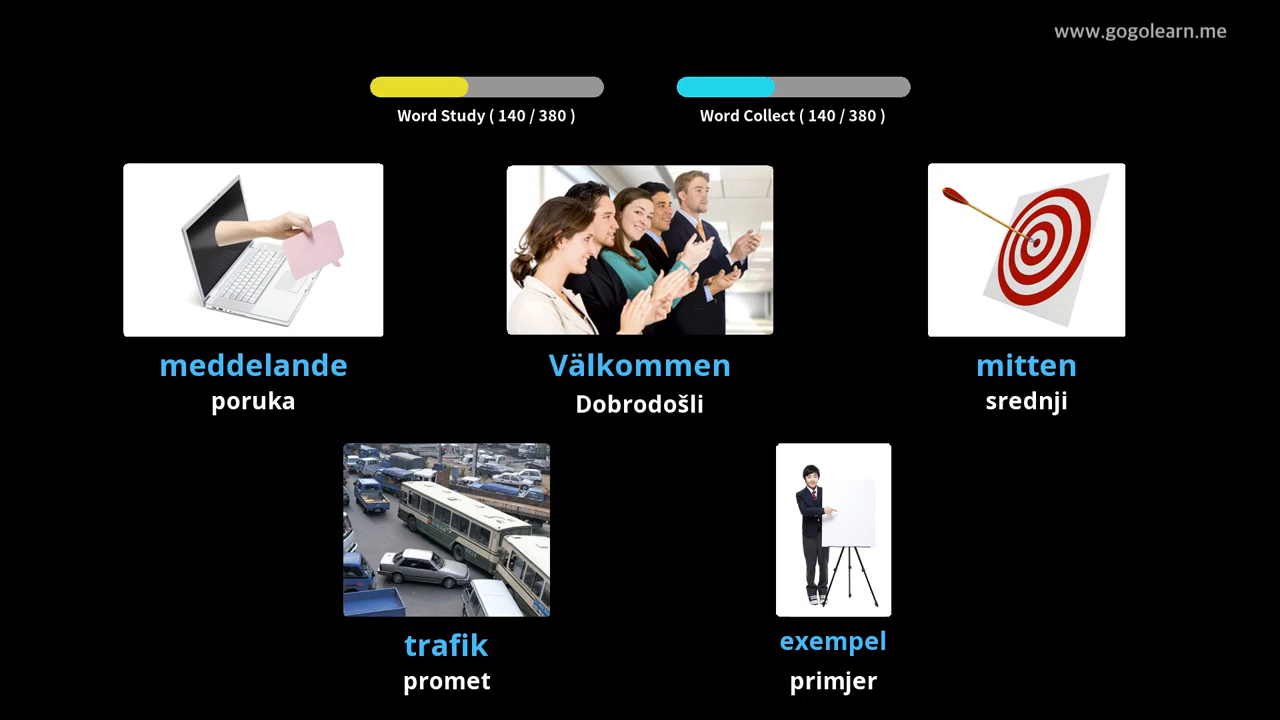 www.gogolearn.me
Word Study ( 140 / 380 )
Word Collect ( 140 / 380 )
meddelande
poruka
Välkommen
Dobrodošli
mitten
srednji
trafik
promet
exempel
primjer